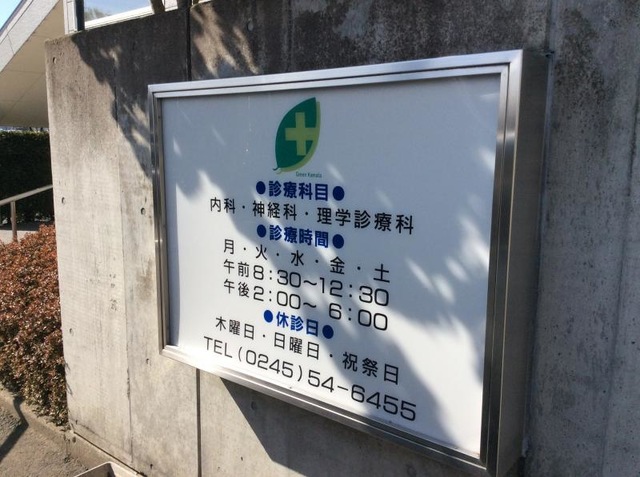 ●診療科目●
内科・神経科・理学診療科
●診療時間●
月・火・水・金・土
午前8:30〜12:30
午後2:00〜 6:00
●休診日●
木曜日・日曜日・祝祭日
TEL(0245)54-6455